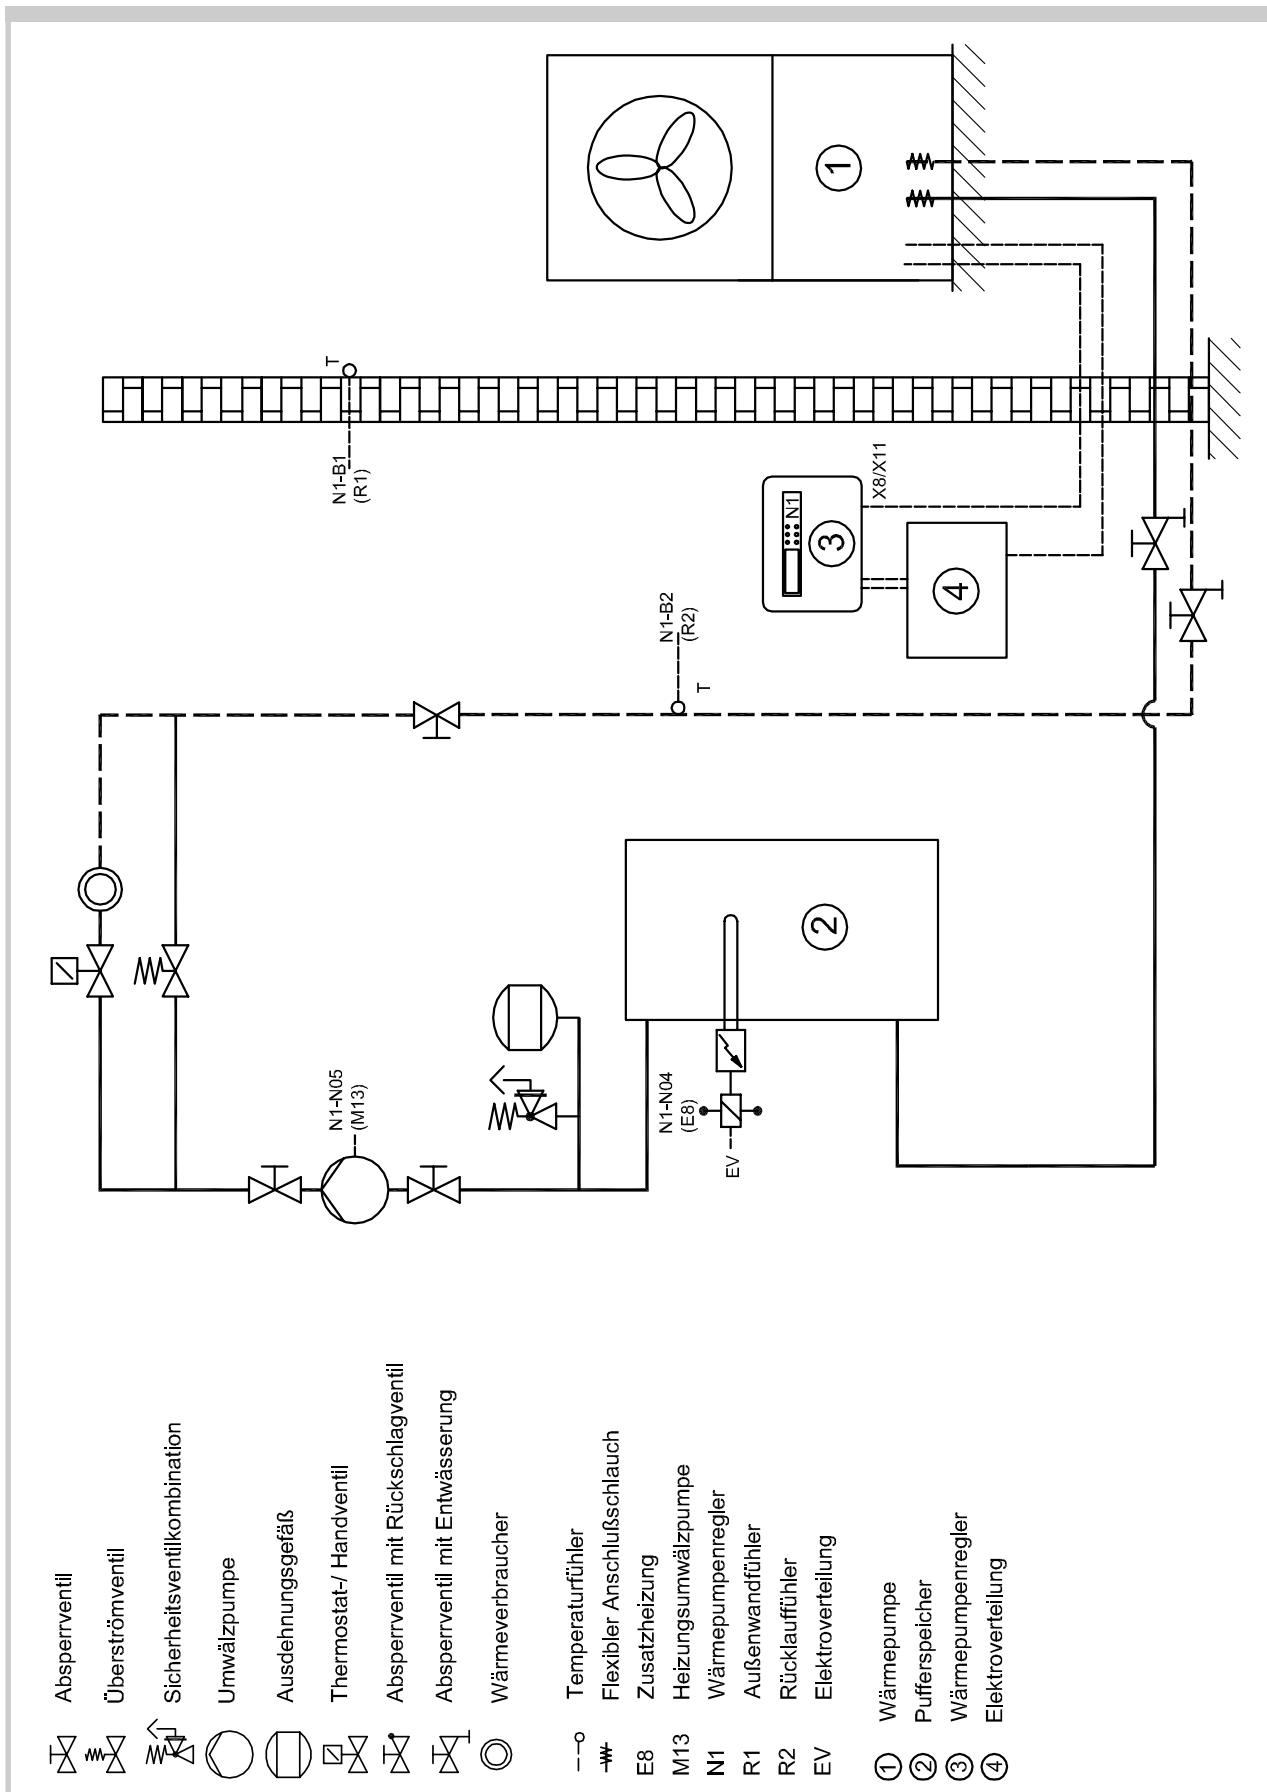 Absperrventil
Überströmventil
Sicherheitsventilkombination
Umwälzpumpe
Ausdehnungsgefäß
Thermostat-/ Handventil
Absperrventil mit Rückschlagventil
Absperrventil mit Entwässerung
Wärmeverbraucher
Temperaturfühler
Flexibler Anschlußschlauch
E8 Zusatzheizung
M13 Heizungsumwälzpumpe
N1 Wärmepumpenregler
R1 Außenwandfühler
R2 Rücklauffühler
EV Elektroverteilung
1 Wärmepumpe
2 Pufferspeicher
3 Wärmepumpenregler
4 Elektroverteilung
N1-N05
(M13)
N1-N04
(E8)
EV
2
T
N1-B2
(R2)
N1-B1
(R1)
T
N1
3
4
X8/X11
1